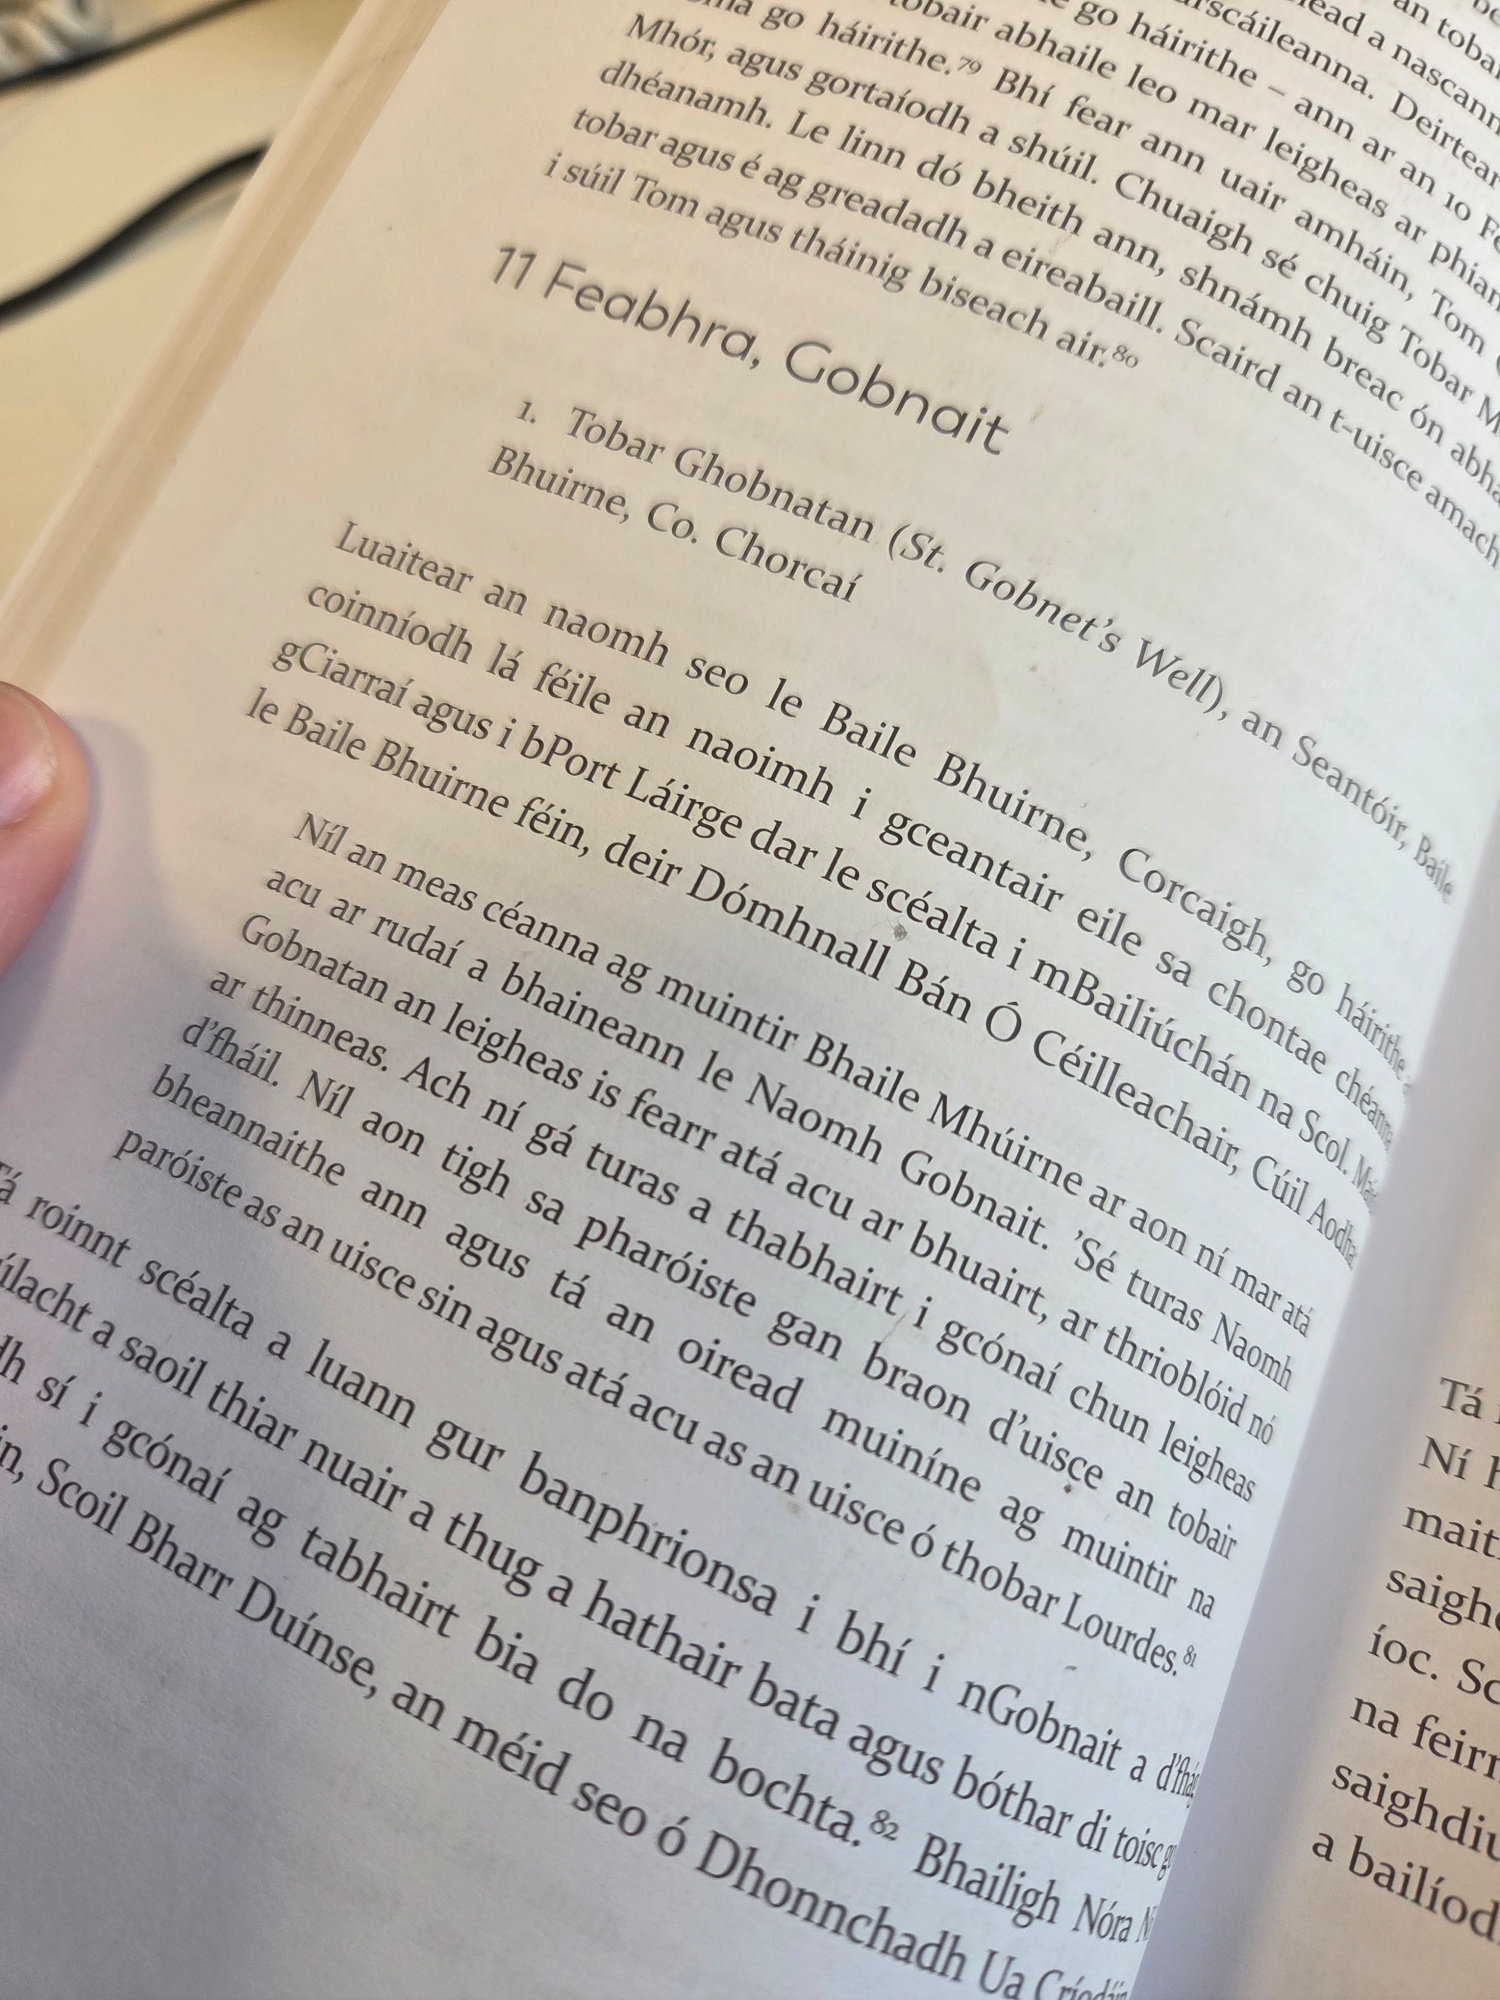 an tobar
head a nascann
arscáileanna. Deirtear
go háirithe – ann ar an 10
tobair abhaile leo mar leigheas ar phian
go háirithe.⁷⁹ Bhí fear ann uair amháin, Tom
Mhór, agus gortaíodh a shúil. Chuaigh sé chuig Tobar
dhéanamh. Le linn dó bheith ann, shnámh breac ón
tobar agus é ag greadadh a eireabaill. Scaird an t-uisce amach
i súil Tom agus tháinig biseach air.⁸⁰
11 Feabhra, Gobnait
1. Tobar Ghobnatan (St. Gobnet's Well), an Seantóir, Baile
Bhuirne, Co. Chorcaí
Luaitear an naomh seo le Baile Bhuirne, Corcaigh, go háirithe
coinníodh lá féile an naoimh i gceantair eile sa chontae chéanna
gCiarraí agus i bPort Láirge dar le scéalta i mBailiúchán na Scol.
le Baile Bhuirne féin, deir Dómhnall Bán Ó Céilleachair, Cúil Aodha
Níl an meas céanna ag muintir Bhaile Mhúirne ar aon ní mar atá
acu ar rudaí a bhaineann le Naomh Gobnait. 'Sé turas Naomh
Gobnatan an leigheas is fearr atá acu ar bhuairt, ar thrioblóid nó
ar thinneas. Ach ní gá turas a thabhairt i gcónaí chun leigheas
d'fháil. Níl aon tigh sa pharóiste gan braon d'uisce an tobair
bheannaithe ann agus tá an oiread muiníne ag muintir na
paróiste as an uisce sin agus atá acu as an uisce ó thobar Lourdes.⁸¹
Tá roinnt scéalta a luann gur banphrionsa i bhí i nGobnait a
a saoil thiar nuair a thug a hathair bata agus bóthar di toisc
sí i gcónaí ag tabhairt bia do na bochta.⁸² Bhailigh Nóra
Scoil Bharr Duínse, an méid seo ó Dhonnchadh Ua
Tá
Ní
íoc.
na
a